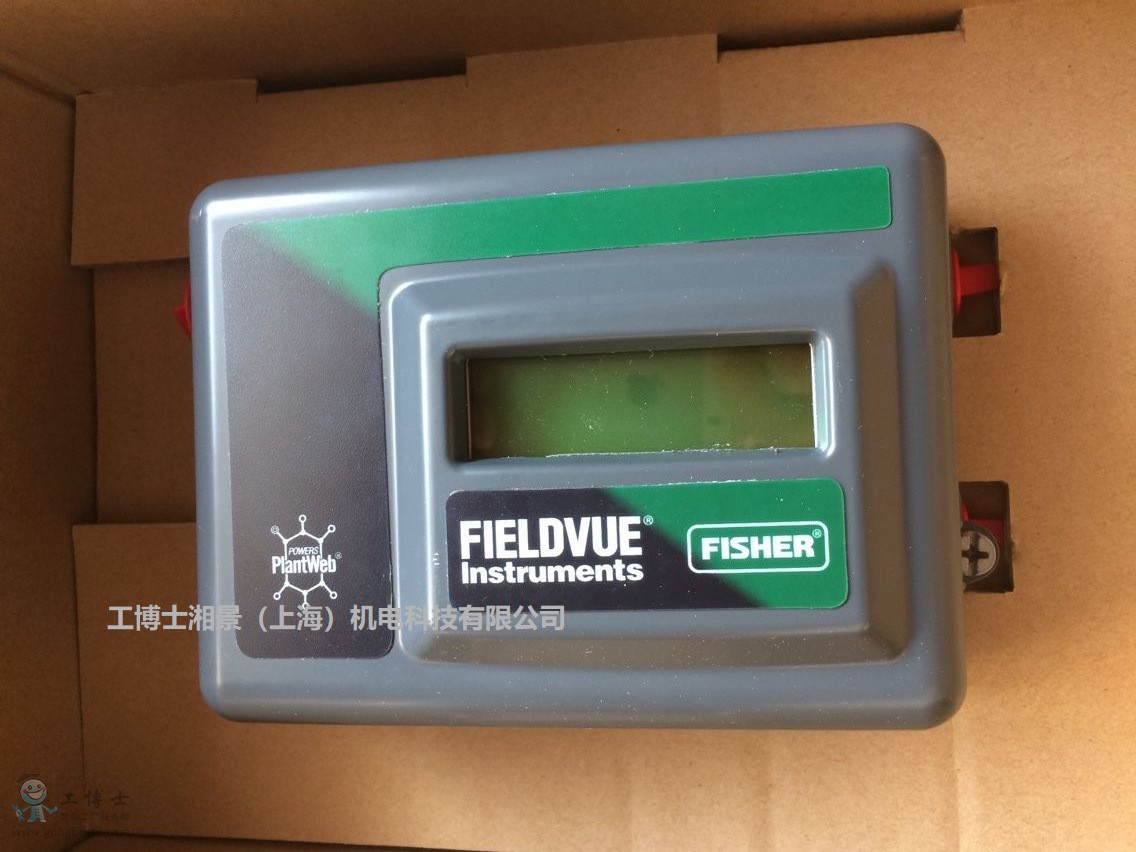 FIELDVUE®
Instruments
FISHER®
POWERS
PlantWeb®
工博士湘景（上海）机电科技有限公司
工博士